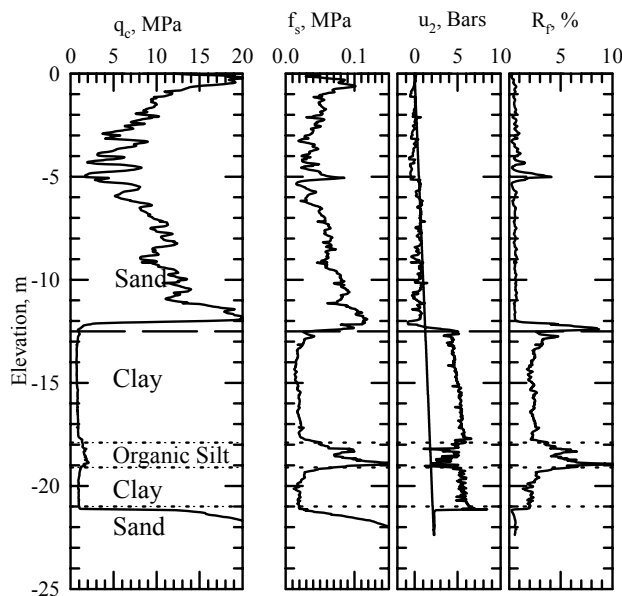 q_c, MPa f_s, MPa u_2, Bars R_f, %
0 5 10 15 20 0.0 0.1 0 5 10 0 5 10
0
-5
-10
-15
-20
-25
Elevation, m
Sand
Clay
Organic Silt
Clay
Sand